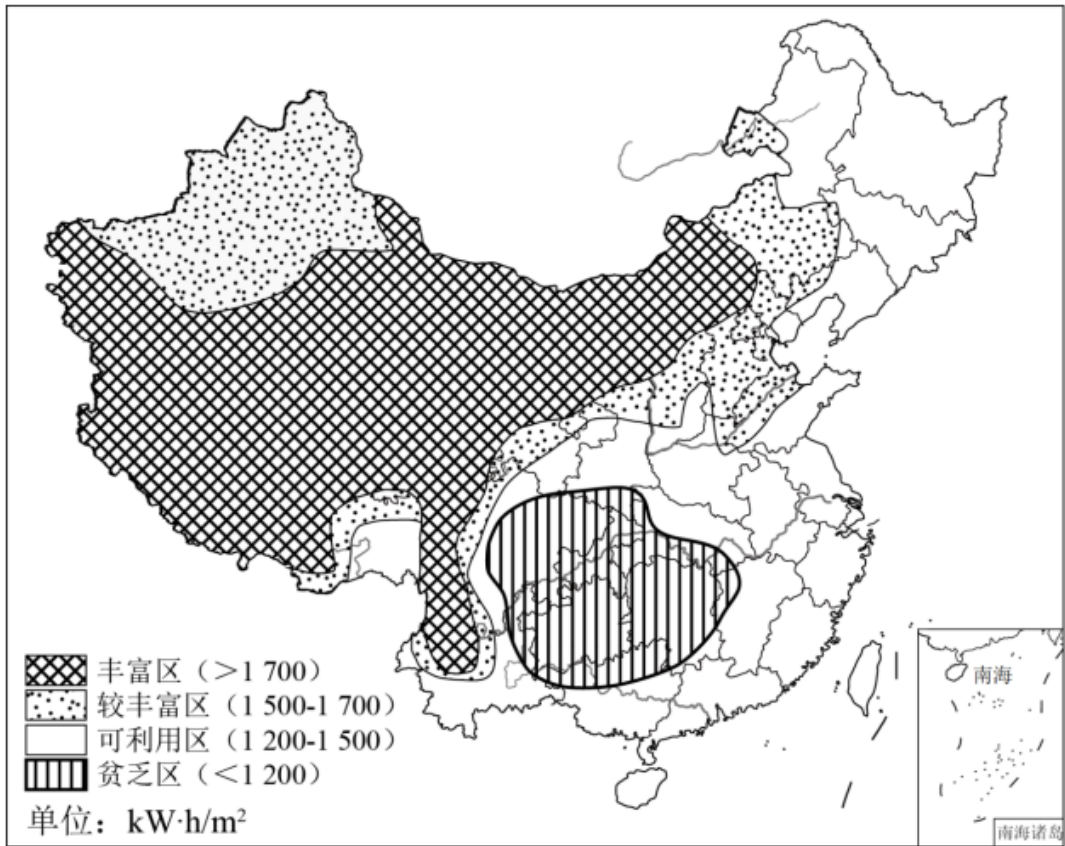 南海
南海诸岛
丰富区（>1 700）
较丰富区（1 500-1 700）
可利用区（1 200-1 500）
贫乏区（<1 200）
单位：kW·h/m²